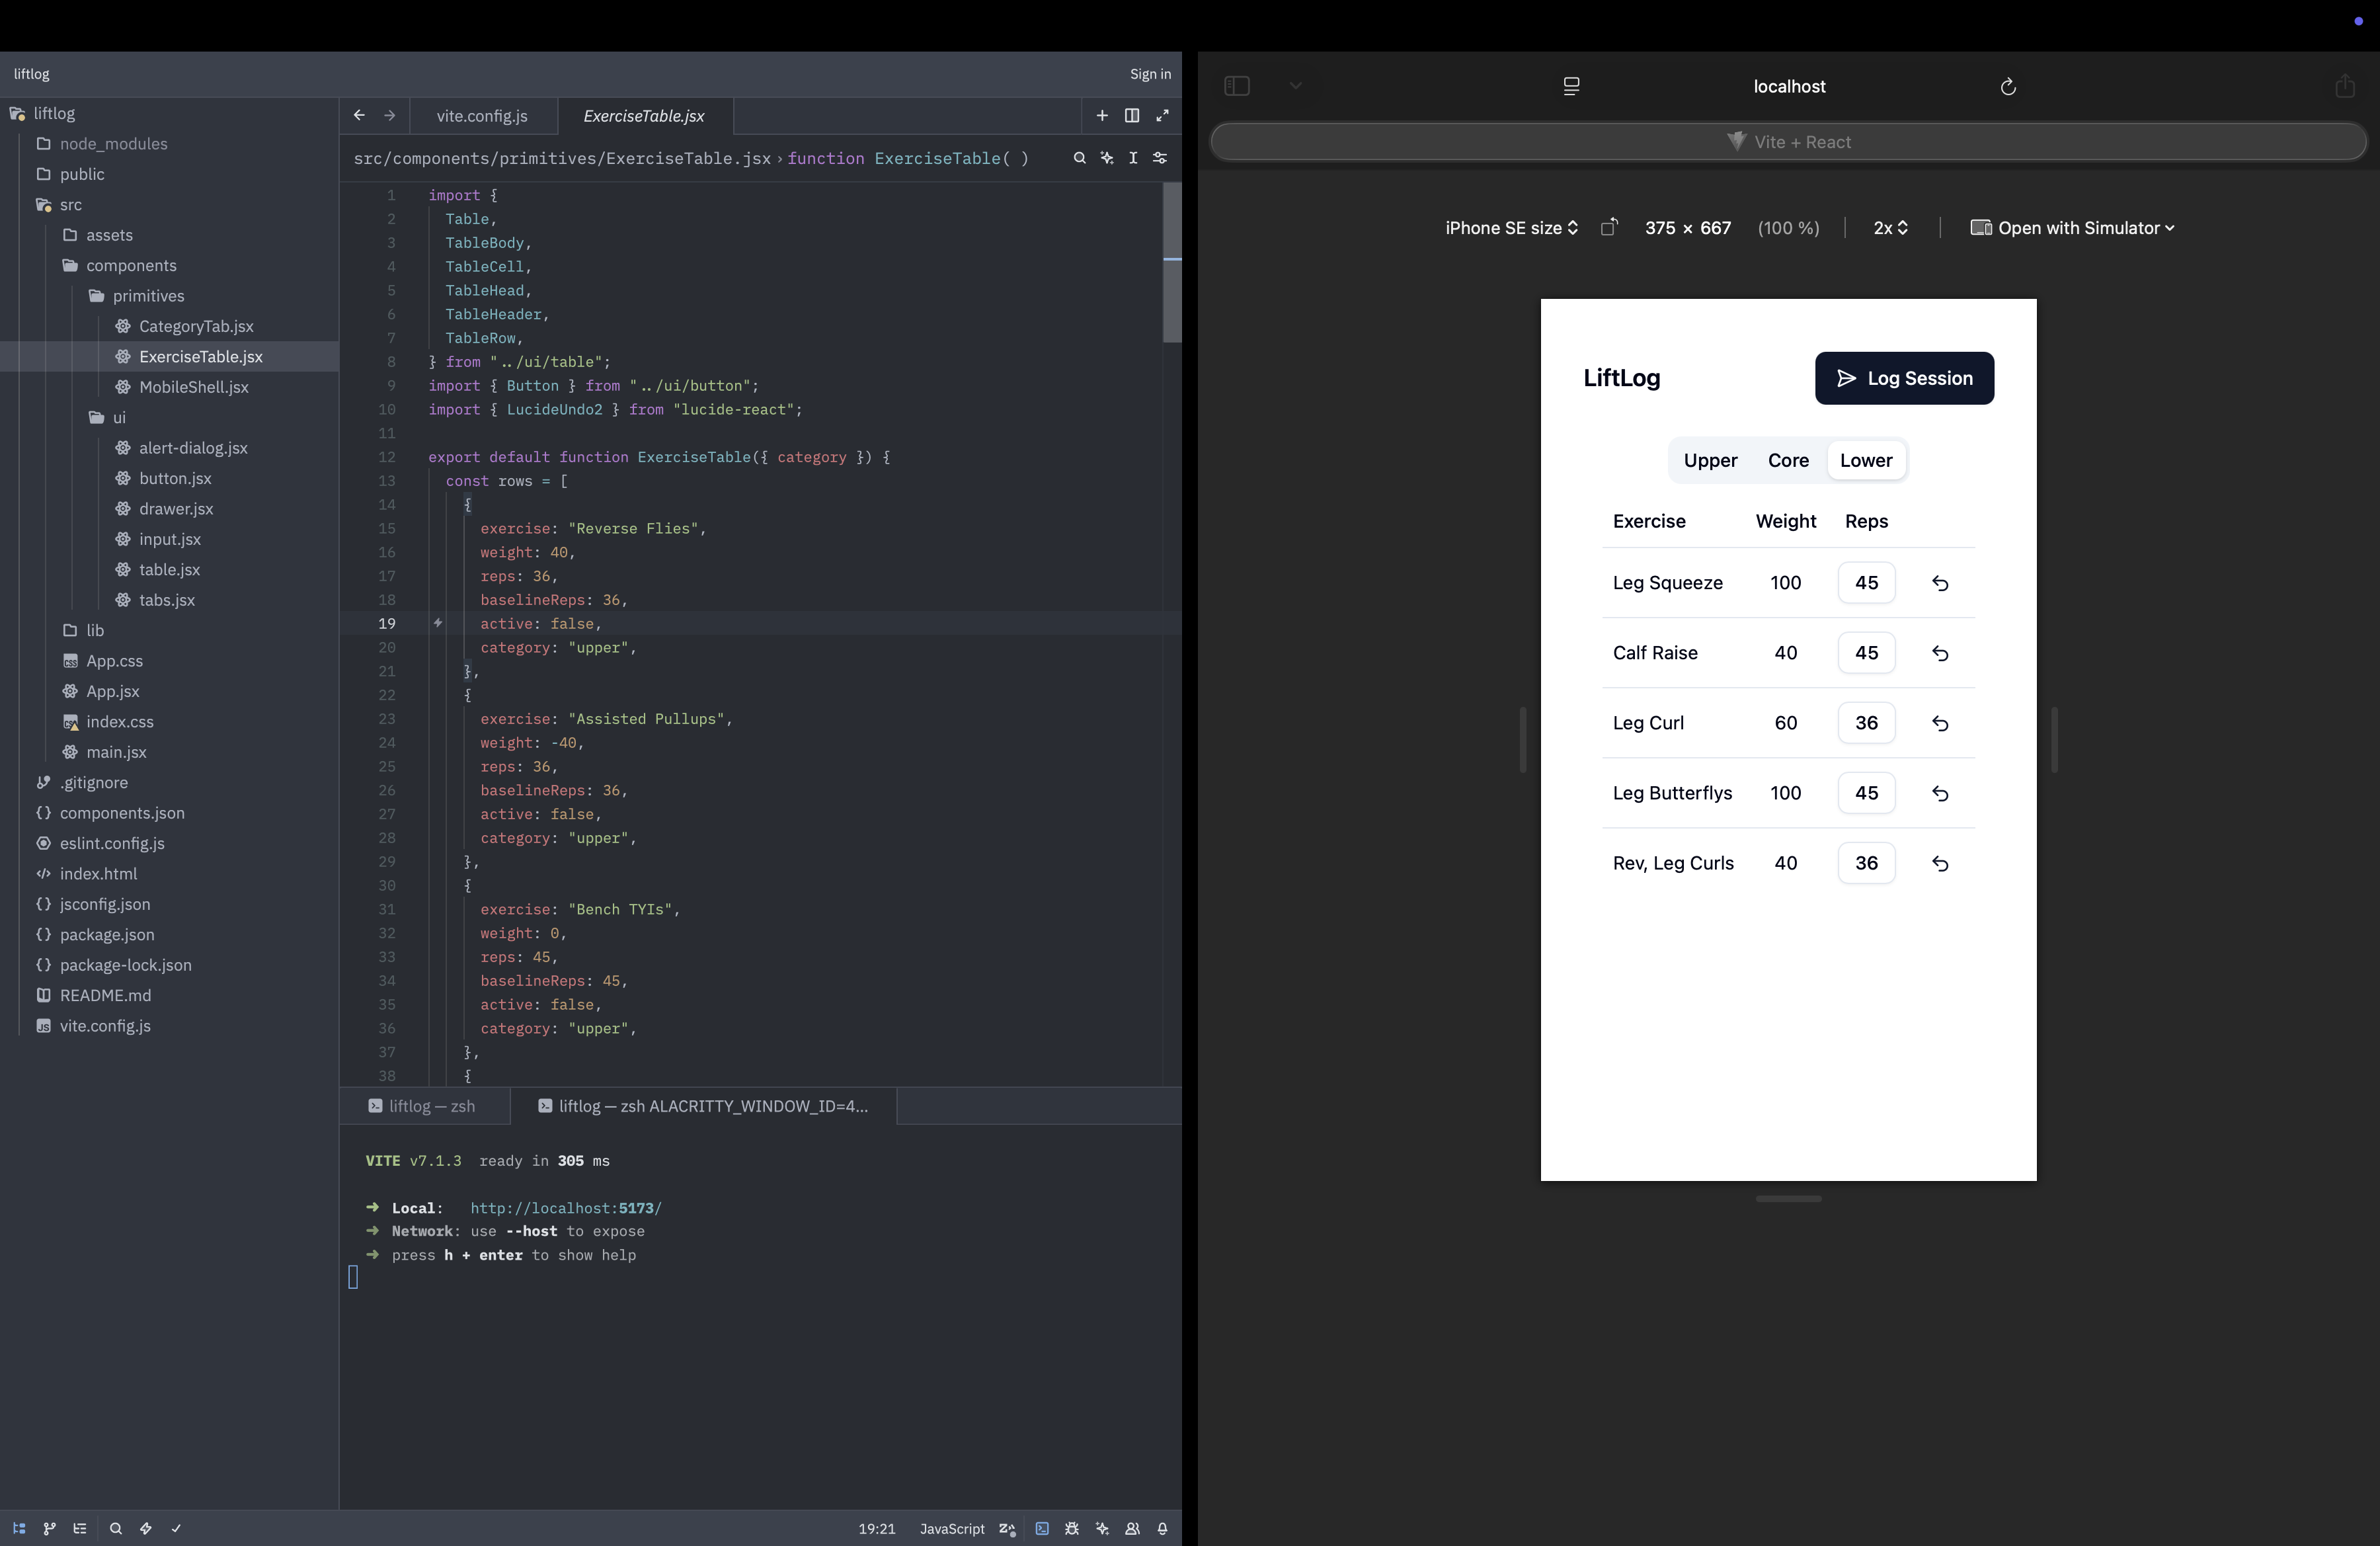 liftlog
Sign in
liftlog
node_modules
public
src
assets
components
primitives
CategoryTab.jsx
ExerciseTable.jsx
MobileShell.jsx
ui
alert-dialog.jsx
button.jsx
drawer.jsx
input.jsx
table.jsx
tabs.jsx
lib
App.css
App.jsx
index.css
main.jsx
.gitignore
components.json
eslint.config.js
index.html
jsconfig.json
package.json
package-lock.json
README.md
vite.config.js
vite.config.js
ExerciseTable.jsx
src/components/primitives/ExerciseTable.jsx › function ExerciseTable( )
1 import {
2 Table,
3 TableBody,
4 TableCell,
5 TableHead,
6 TableHeader,
7 TableRow,
8 } from "../ui/table";
9 import { Button } from "../ui/button";
10 import { LucideUndo2 } from "lucide-react";
11
12 export default function ExerciseTable({ category }) {
13 const rows = [
14 {
15 exercise: "Reverse Flies",
16 weight: 40,
17 reps: 36,
18 baselineReps: 36,
19 active: false,
20 category: "upper",
21 },
22 {
23 exercise: "Assisted Pullups",
24 weight: -40,
25 reps: 36,
26 baselineReps: 36,
27 active: false,
28 category: "upper",
29 },
30 {
31 exercise: "Bench TYIs",
32 weight: 0,
33 reps: 45,
34 baselineReps: 45,
35 active: false,
36 category: "upper",
37 },
38 {
liftlog — zsh
liftlog — zsh ALACRITTY_WINDOW_ID=4...
VITE v7.1.3 ready in 305 ms
➜ Local: http://localhost:5173/
➜ Network: use --host to expose
➜ press h + enter to show help
19:21
JavaScript
localhost
Vite + React
iPhone SE size
375 × 667
(100 %)
2x
Open with Simulator
LiftLog
Log Session
Upper Core Lower
Exercise Weight Reps
Leg Squeeze 100 45
Calf Raise 40 45
Leg Curl 60 36
Leg Butterflys 100 45
Rev, Leg Curls 40 36